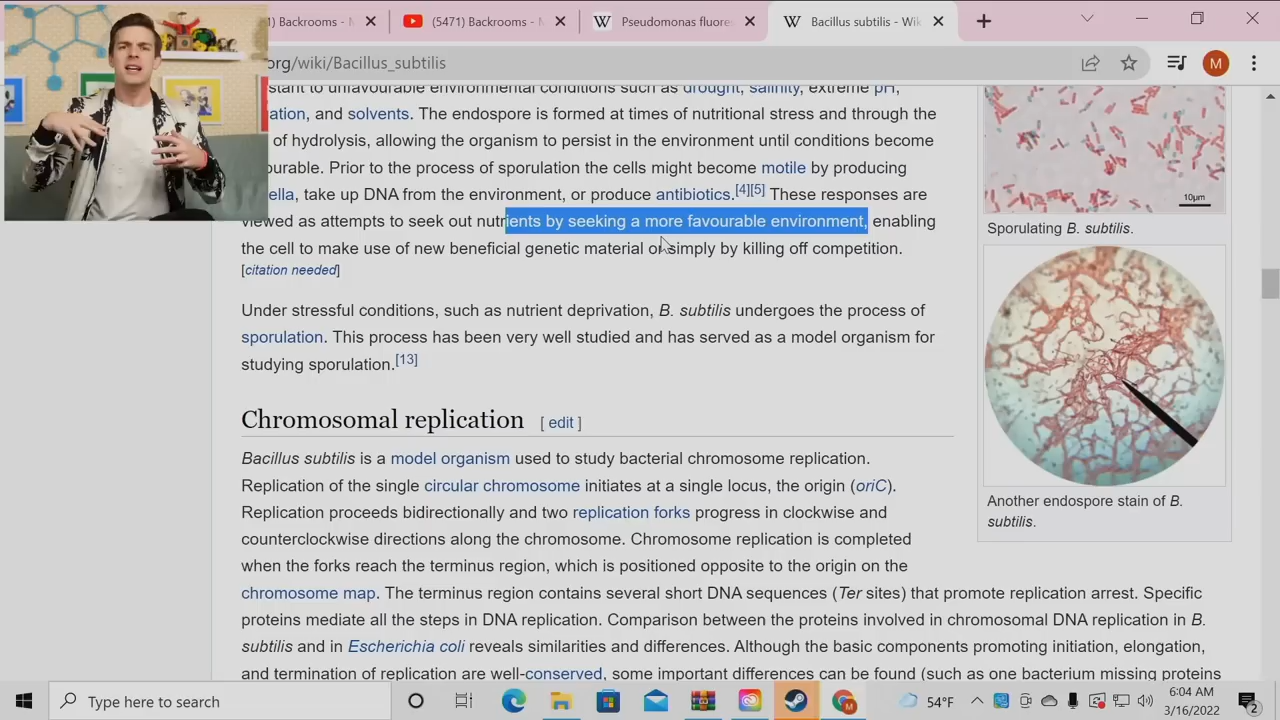 ) Backrooms - M
(5471) Backrooms - M
Pseudomonas fluores
Bacillus subtilis - Wik
org/wiki/Bacillus_subtilis
M
to unfavourable environmental conditions such as drought, salinity, extreme pH,
and solvents. The endospore is formed at times of nutritional stress and through the
of hydrolysis, allowing the organism to persist in the environment until conditions become
Prior to the process of sporulation the cells might become motile by producing
take up DNA from the environment, or produce antibiotics.[4][5] These responses are
viewed as attempts to seek out nutrients by seeking a more favourable environment, enabling
the cell to make use of new beneficial genetic material or simply by killing off competition.
[citation needed]
Under stressful conditions, such as nutrient deprivation, B. subtilis undergoes the process of
sporulation. This process has been very well studied and has served as a model organism for
studying sporulation.[13]
10μm
Sporulating B. subtilis.
Another endospore stain of B.
subtilis.
Chromosomal replication [ edit ]
Bacillus subtilis is a model organism used to study bacterial chromosome replication.
Replication of the single circular chromosome initiates at a single locus, the origin (oriC).
Replication proceeds bidirectionally and two replication forks progress in clockwise and
counterclockwise directions along the chromosome. Chromosome replication is completed
when the forks reach the terminus region, which is positioned opposite to the origin on the
chromosome map. The terminus region contains several short DNA sequences (Ter sites) that promote replication arrest. Specific
proteins mediate all the steps in DNA replication. Comparison between the proteins involved in chromosomal DNA replication in B.
subtilis and in Escherichia coli reveals similarities and differences. Although the basic components promoting initiation, elongation,
and termination of replication are well-conserved, some important differences can be found (such as one bacterium missing proteins
Type here to search
54°F
6:04 AM
3/16/2022
2